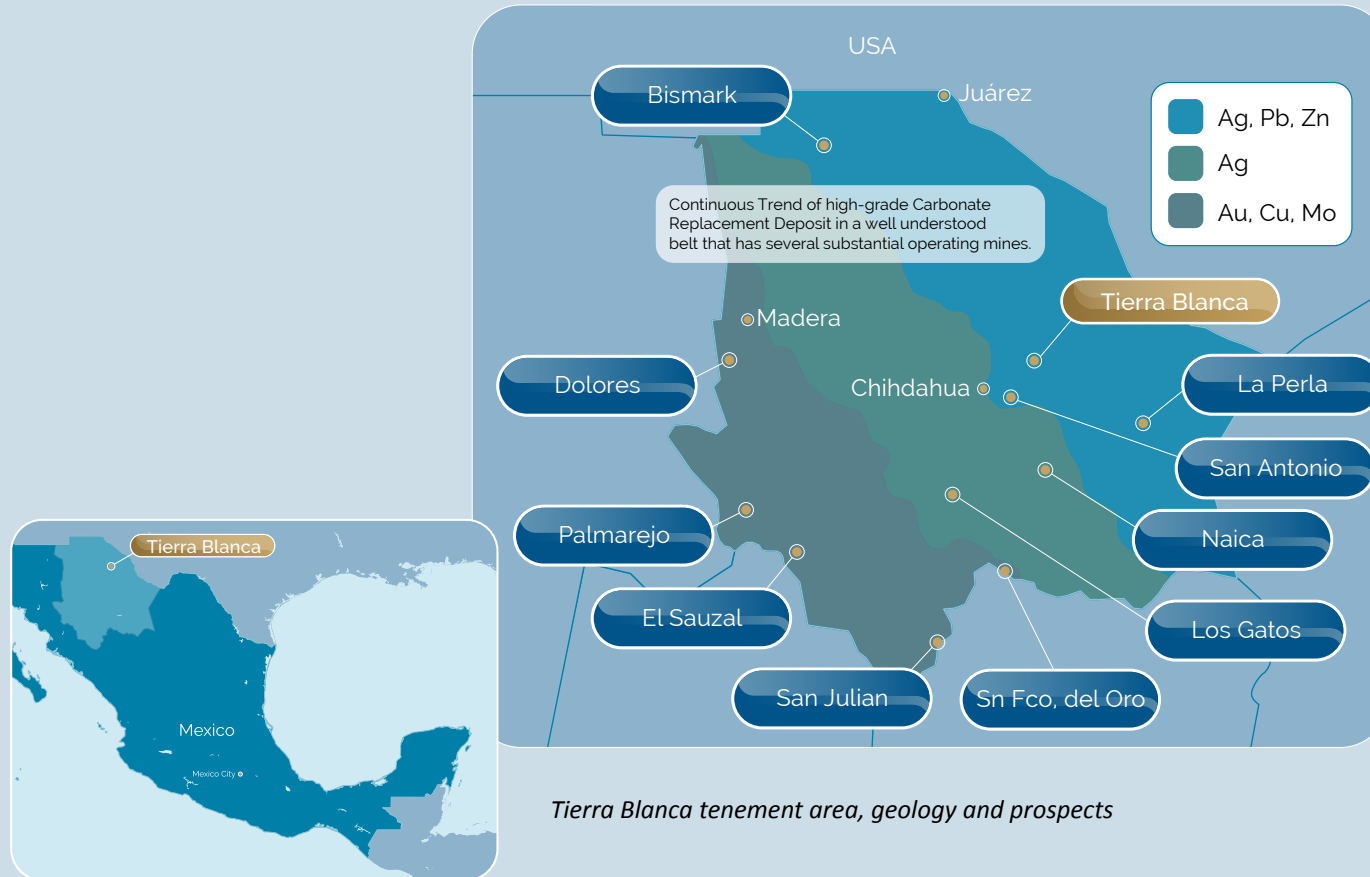 USA
Bismark
Juárez
Ag, Pb, Zn
Ag
Au, Cu, Mo
Continuous Trend of high-grade Carbonate
Replacement Deposit in a well understood
belt that has several substantial operating mines.
Tierra Blanca
Madera
Dolores
Chihdahua
La Perla
San Antonio
Palmarejo
Naica
El Sauzal
Los Gatos
San Julian
Sn Fco, del Oro
Tierra Blanca
Mexico
Mexico City
Tierra Blanca tenement area, geology and prospects